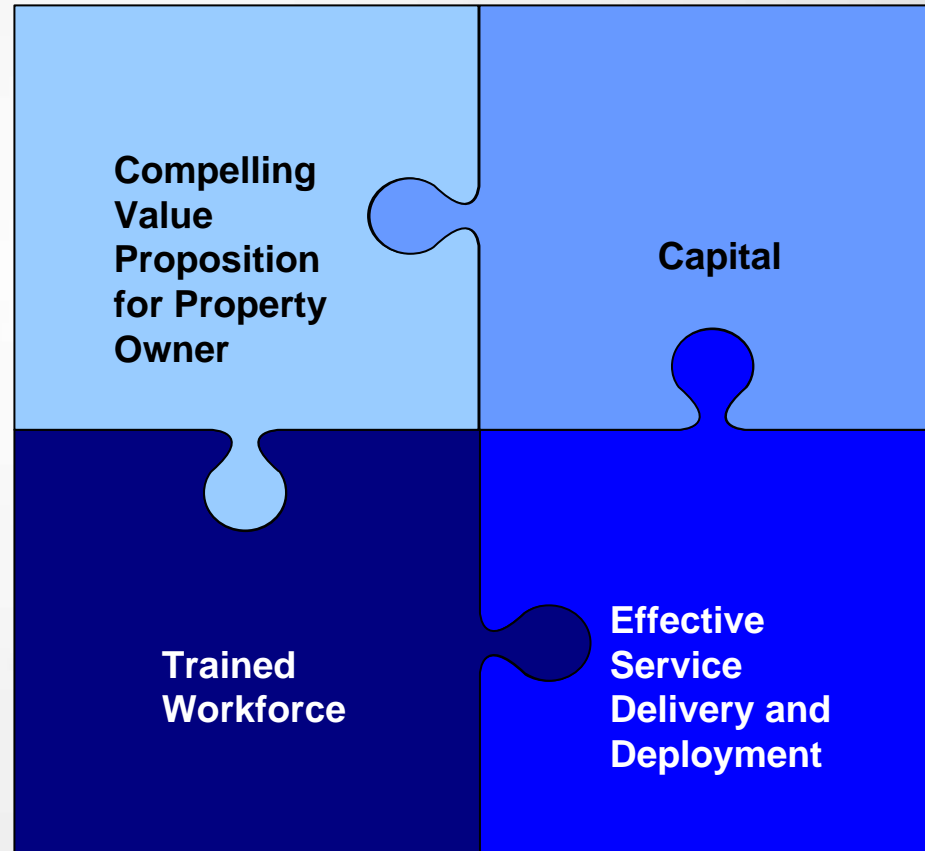 Compelling
Value
Proposition
for Property
Owner
Capital
Trained
Workforce
Effective
Service
Delivery and
Deployment